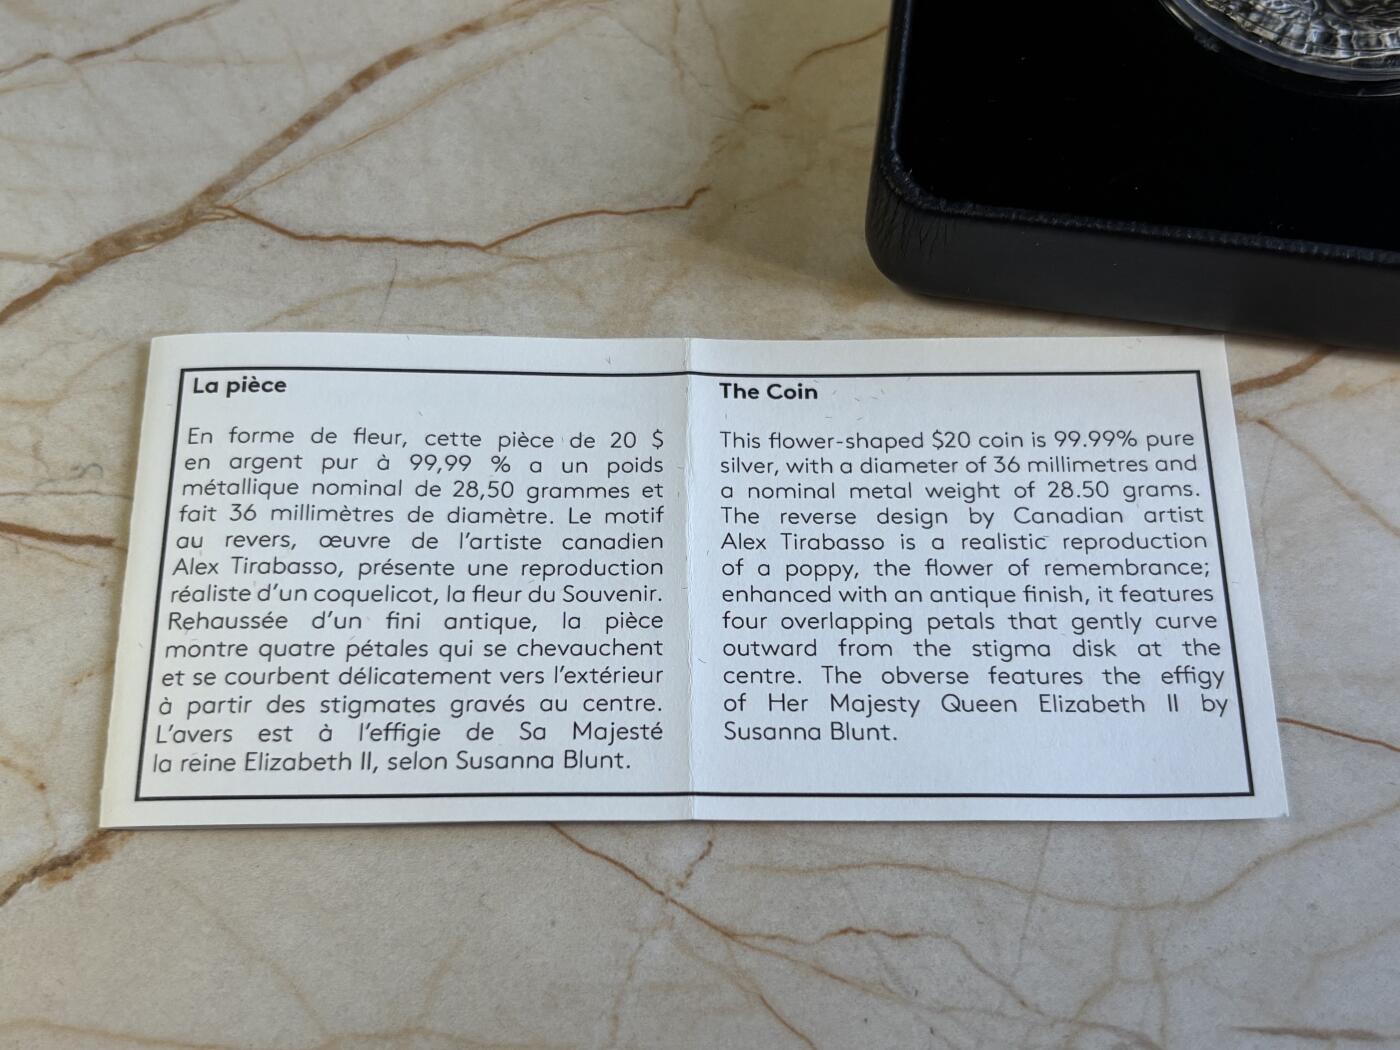 La pièce
En forme de fleur, cette pièce de 20 $
en argent pur à 99,99 % a un poids
métallique nominal de 28,50 grammes et
fait 36 millimètres de diamètre. Le motif
au revers, œuvre de l'artiste canadien
Alex Tirabasso, présente une reproduction
réaliste d'un coquelicot, la fleur du Souvenir.
Rehaussée d'un fini antique, la pièce
montre quatre pétales qui se chevauchent
et se courbent délicatement vers l'extérieur
à partir des stigmates gravés au centre.
L'avers est à l'effigie de Sa Majesté
la reine Elizabeth II, selon Susanna Blunt.
The Coin
This flower-shaped $20 coin is 99.99% pure
silver, with a diameter of 36 millimetres and
a nominal metal weight of 28.50 grams.
The reverse design by Canadian artist
Alex Tirabasso is a realistic reproduction
of a poppy, the flower of remembrance;
enhanced with an antique finish, it features
four overlapping petals that gently curve
outward from the stigma disk at the
centre. The obverse features the effigy
of Her Majesty Queen Elizabeth II by
Susanna Blunt.